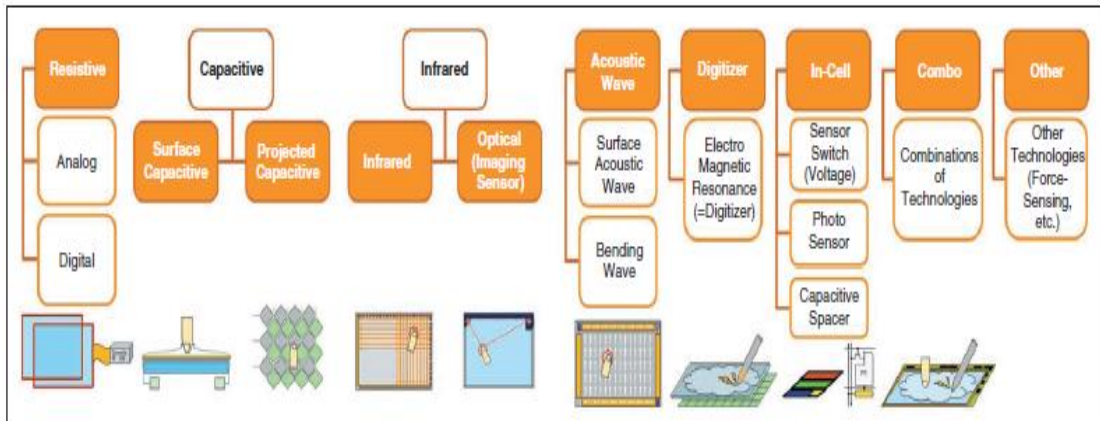 Resistive
Analog
Digital
Capacitive
Surface
Capacitive
Projected
Capacitive
Infrared
Infrared
Optical
(Imaging
Sensor)
Acoustic
Wave
Surface
Acoustic
Wave
Bending
Wave
Digitizer
Electro
Magnetic
Resonance
(=Digitizer)
In-Cell
Sensor
Switch
(Voltage)
Photo
Sensor
Capacitive
Spacer
Combo
Combinations
of
Technologies
Other
Other
Technologies
(Force-
Sensing,
etc.)